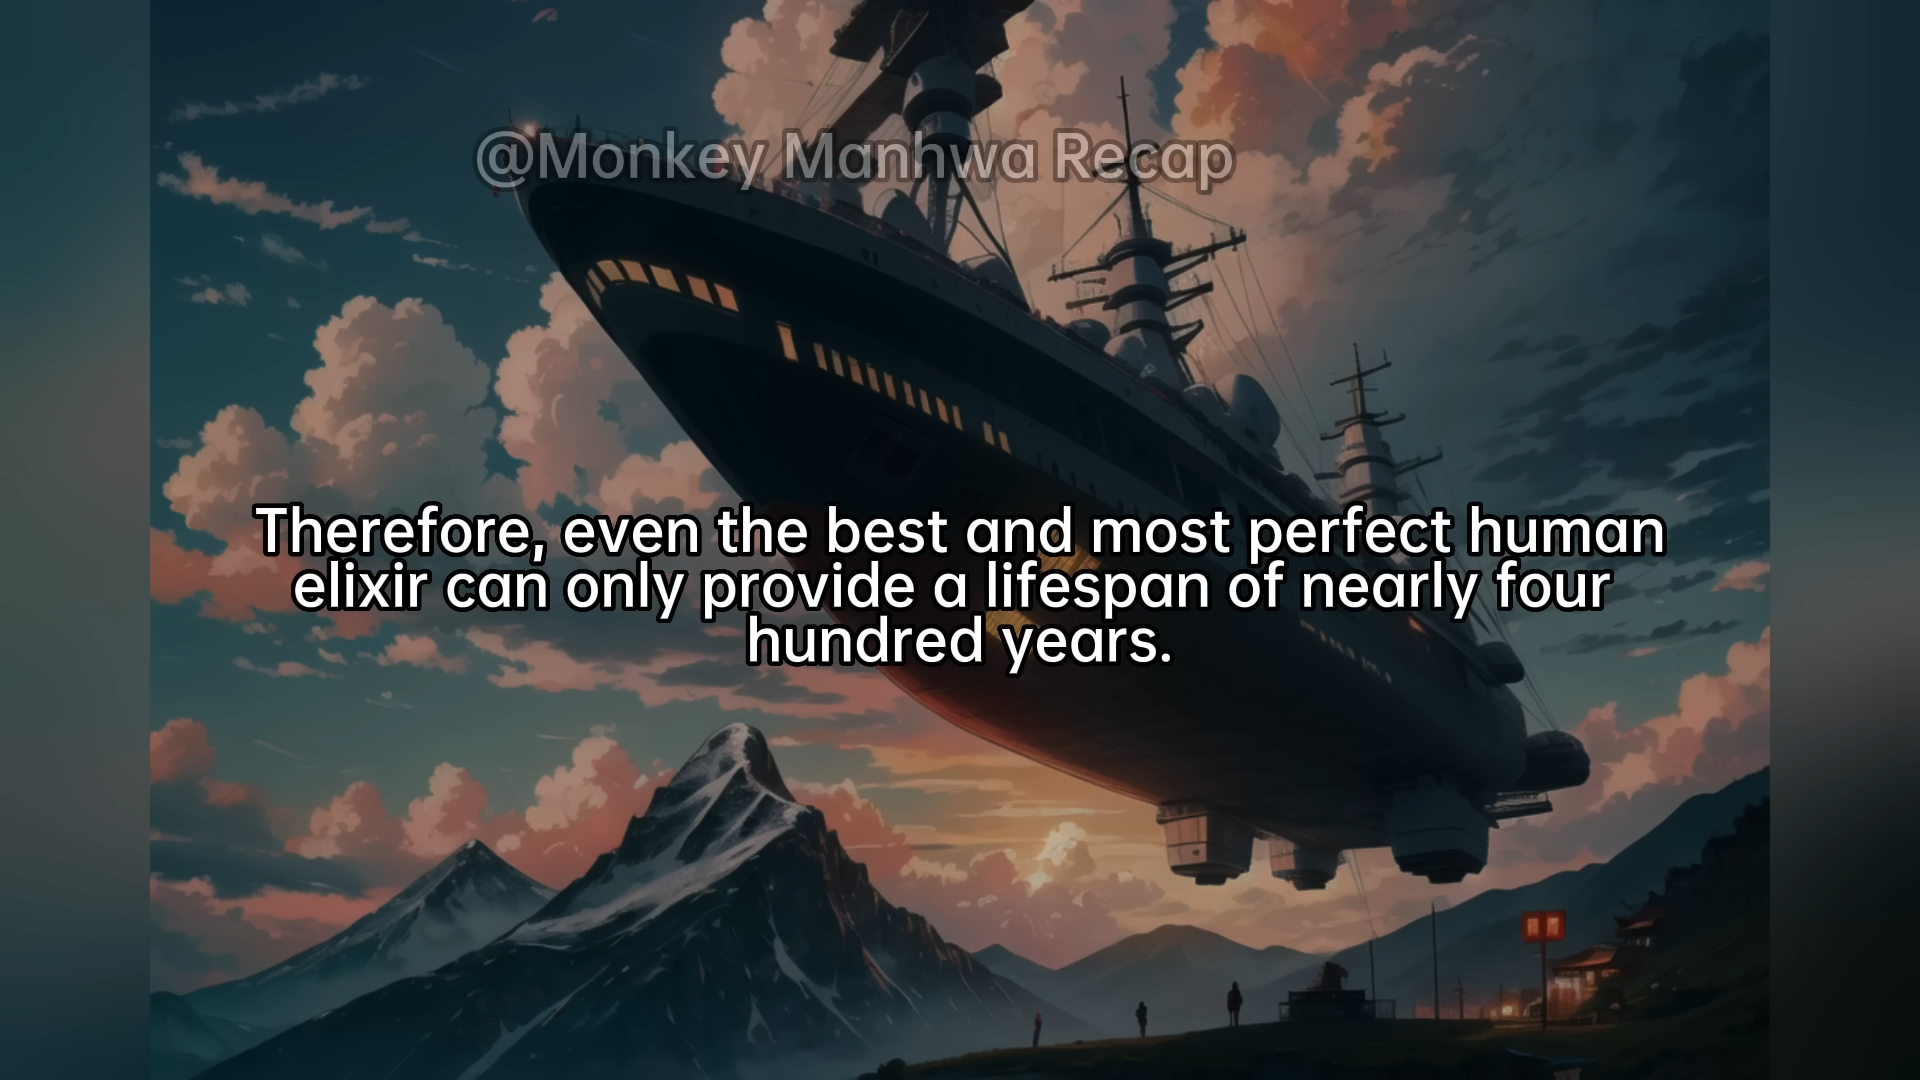 @Monkey Manhwa Recap
Therefore, even the best and most perfect human
elixir can only provide a lifespan of nearly four
hundred years.